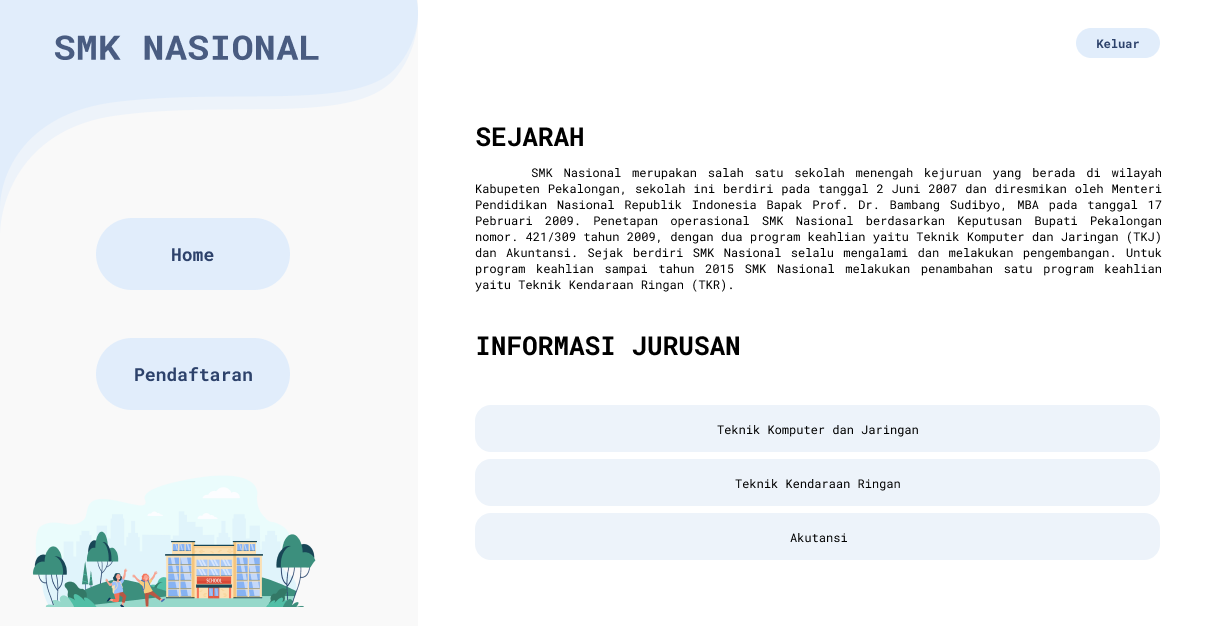 SMK NASIONAL
Keluar
Home
Pendaftaran
SCHOOL
SEJARAH
SMK Nasional merupakan salah satu sekolah menengah kejuruan yang berada di wilayah
Kabupeten Pekalongan, sekolah ini berdiri pada tanggal 2 Juni 2007 dan diresmikan oleh Menteri
Pendidikan Nasional Republik Indonesia Bapak Prof. Dr. Bambang Sudibyo, MBA pada tanggal 17
Pebruari 2009. Penetapan operasional SMK Nasional berdasarkan Keputusan Bupati Pekalongan
nomor. 421/309 tahun 2009, dengan dua program keahlian yaitu Teknik Komputer dan Jaringan (TKJ)
dan Akuntansi. Sejak berdiri SMK Nasional selalu mengalami dan melakukan pengembangan. Untuk
program keahlian sampai tahun 2015 SMK Nasional melakukan penambahan satu program keahlian
yaitu Teknik Kendaraan Ringan (TKR).
INFORMASI JURUSAN
Teknik Komputer dan Jaringan
Teknik Kendaraan Ringan
Akutansi